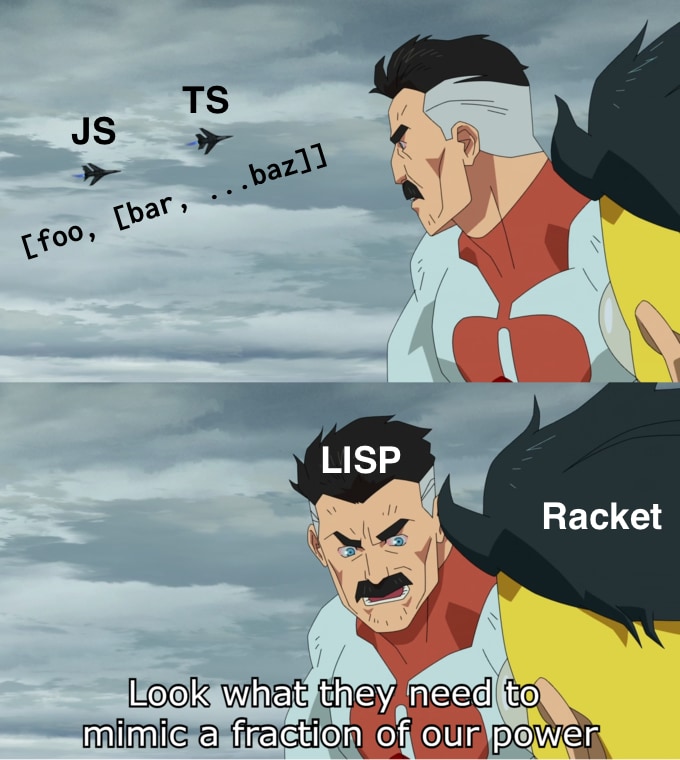 TS
JS
[foo, [bar, ...baz]]
LISP
Racket
Look what they need to
mimic a fraction of our power